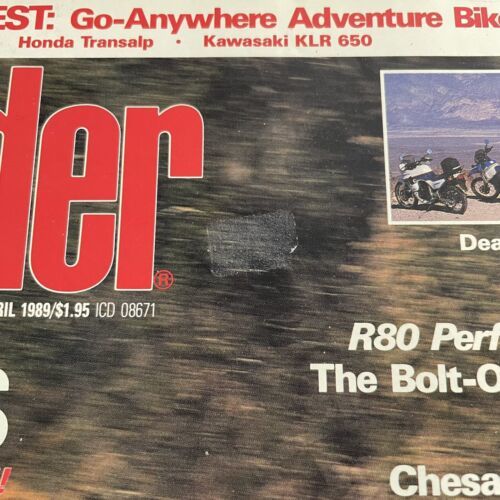 EST: Go-Anywhere Adventure Bik
Honda Transalp · Kawasaki KLR 650
der®
RIL 1989/$1.95 ICD 08671
Dea
R80 Perf
The Bolt-O
S
!
Chesa